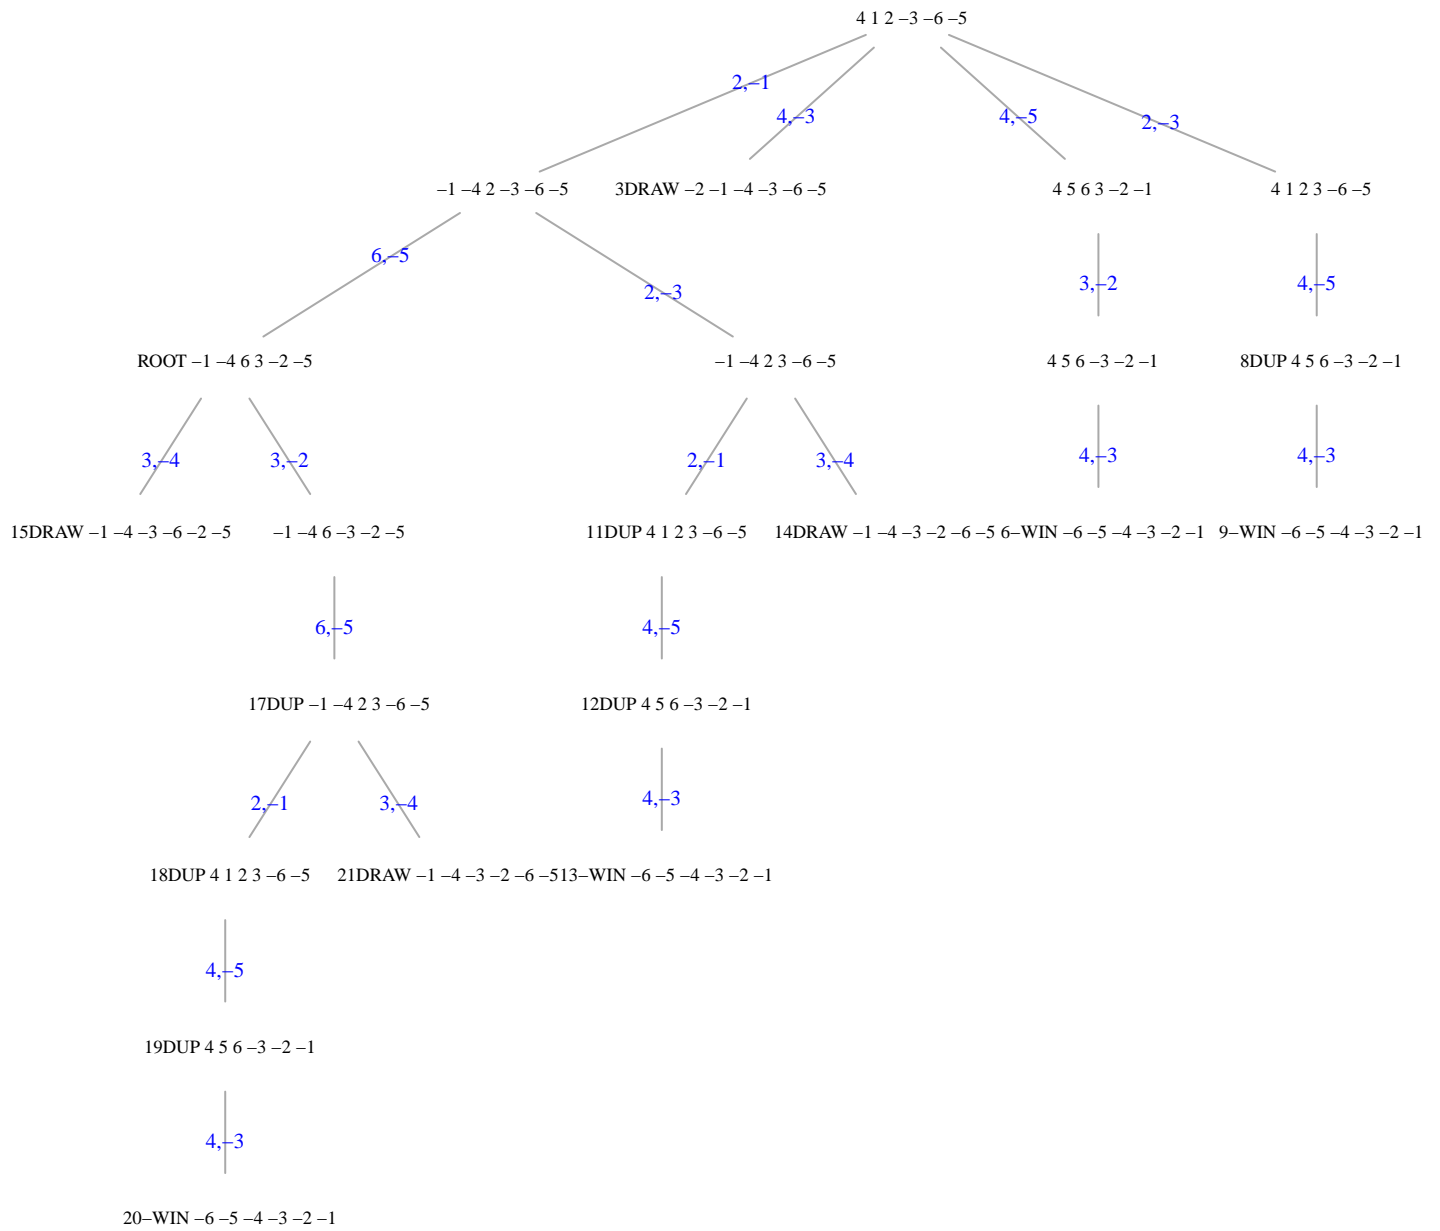 4 1 2 –3 –6 –5
2,–1
4,–3
4,–5
2,–3
–1 –4 2 –3 –6 –5
3DRAW –2 –1 –4 –3 –6 –5
4 5 6 3 –2 –1
4 1 2 3 –6 –5
6,–5
2,–3
3,–2
4,–5
ROOT –1 –4 6 3 –2 –5
–1 –4 2 3 –6 –5
4 5 6 –3 –2 –1
8DUP 4 5 6 –3 –2 –1
3,–4
3,–2
2,–1
3,–4
4,–3
4,–3
15DRAW –1 –4 –3 –6 –2 –5
–1 –4 6 –3 –2 –5
11DUP 4 1 2 3 –6 –5
14DRAW –1 –4 –3 –2 –6 –5
6–WIN –6 –5 –4 –3 –2 –1
9–WIN –6 –5 –4 –3 –2 –1
6,–5
4,–5
17DUP –1 –4 2 3 –6 –5
12DUP 4 5 6 –3 –2 –1
2,–1
3,–4
4,–3
18DUP 4 1 2 3 –6 –5
21DRAW –1 –4 –3 –2 –6 –5
13–WIN –6 –5 –4 –3 –2 –1
4,–5
19DUP 4 5 6 –3 –2 –1
4,–3
20–WIN –6 –5 –4 –3 –2 –1